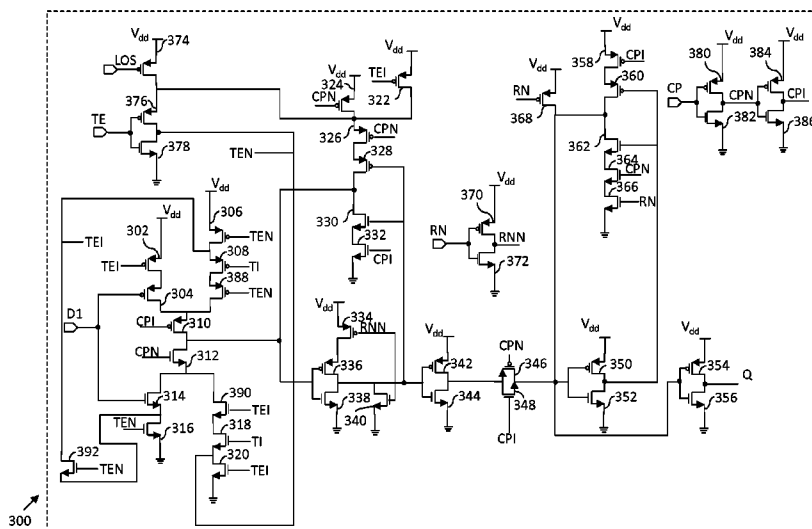 Vdd
374
LOS
376
TE
378
TEN
Vdd
324
CPN
326
CPN
328
330
332
CPI
Vdd
TEI
322
Vdd
358
CPI
360
RN
368
362
364
CPN
366
RN
Vdd
380
CP
382
CPN
Vdd
384
CPI
386
Vdd
306
TEN
308
TI
388
TEN
TEI
Vdd
302
TEI
304
D1
CPI
310
CPN
312
314
TEN
316
390
TEI
318
TI
320
TEI
392
TEN
Vdd
334
RNN
336
338
340
Vdd
370
RN
RNN
372
Vdd
342
344
CPN
346
348
CPI
Vdd
350
352
Vdd
354
Q
356
300